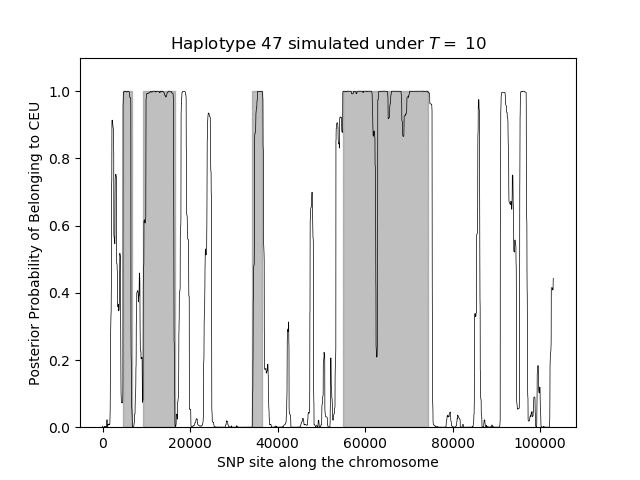 Haplotype 47 simulated under T = 10
Posterior Probability of Belonging to CEU
1.0
0.8
0.6
0.4
0.2
0.0
0 20000 40000 60000 80000 100000
SNP site along the chromosome